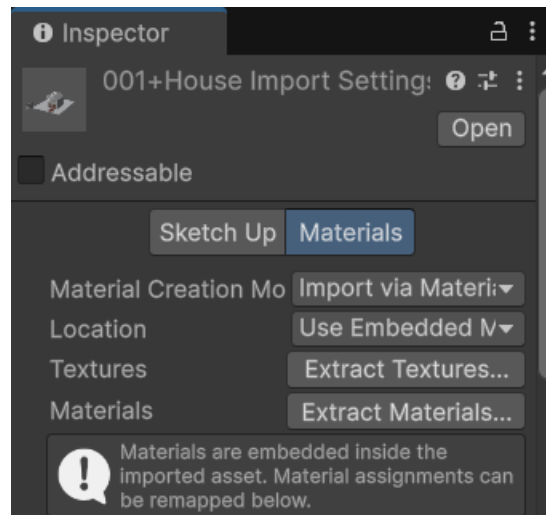 Inspector
001+House Import Settings
Open
Addressable
Sketch Up Materials
Material Creation Mo Import via Materi
Location Use Embedded M
Textures Extract Textures...
Materials Extract Materials...
Materials are embedded inside the
imported asset. Material assignments can
be remapped below.